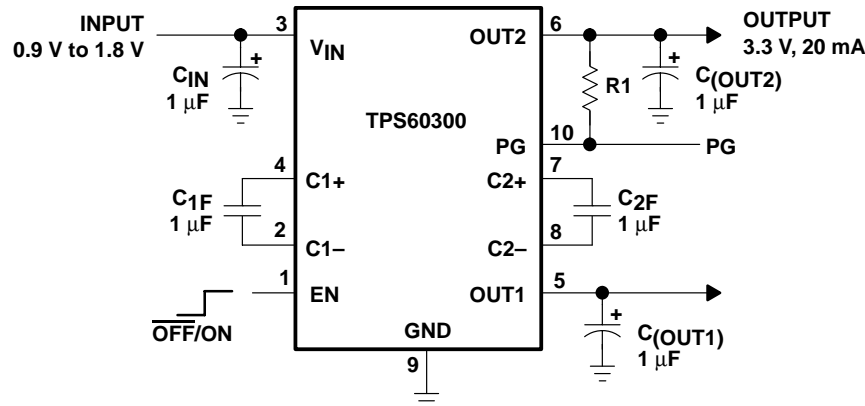 INPUT
0.9 V to 1.8 V
3
VIN
OUT2
6
OUTPUT
3.3 V, 20 mA
+
CIN
1 μF
R1
+
C(OUT2)
1 μF
TPS60300
PG
10
PG
4
C1+
C2+
7
C1F
1 μF
C2F
1 μF
2
C1–
C2–
8
1
EN
OUT1
5
OFF/ON
GND
9
+
C(OUT1)
1 μF